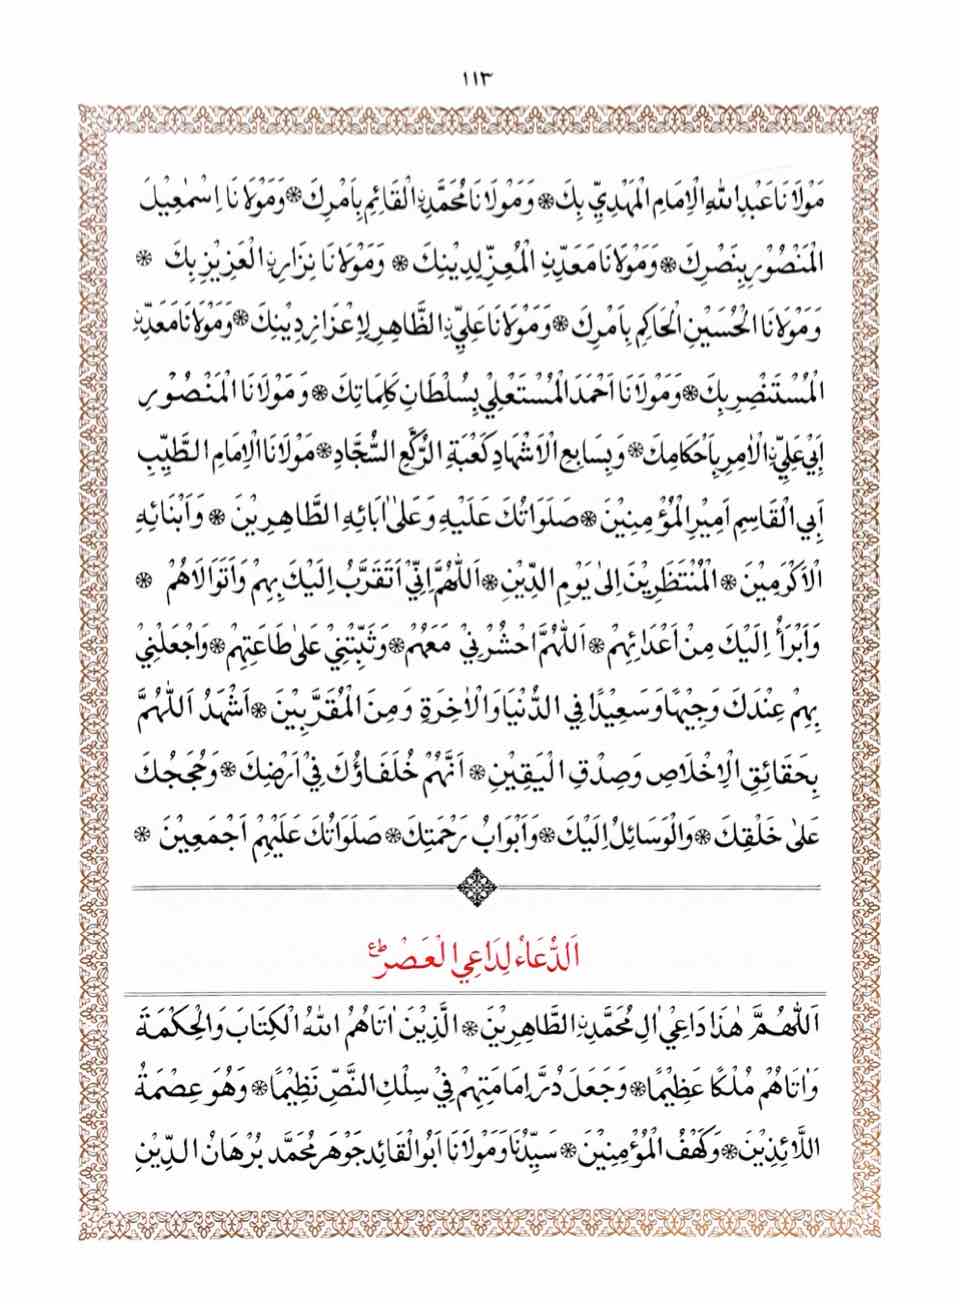 ١١٣
مَوْلَانَا عَبْدِ اللهِ الْاِمَامِ الْمَهْدِيِّ بِكَ ❋ وَمَوْلَانَا مُحَمَّدِ نِ الْقَائِمِ بِاَمْرِكَ ❋ وَمَوْلَانَا اِسْمٰعِيْلَ
الْمَنْصُوْرِ بِنَصْرِكَ ❋ وَمَوْلَانَا مَعَدِّ نِ الْمُعِزِّ لِدِيْنِكَ ❋ وَمَوْلَانَا نِزَارِ نِ الْعَزِيْزِ بِكَ ❋
وَمَوْلَانَا الْحُسَيْنِ الْحَاكِمِ بِاَمْرِكَ ❋ وَمَوْلَانَا عَلِيِّ نِ الظَّاهِرِ لِاِعْزَازِ دِيْنِكَ ❋ وَمَوْلَانَا مَعَدِّ نِ
الْمُسْتَنْصِرِ بِكَ ❋ وَمَوْلَانَا اَحْمَدَ الْمُسْتَعْلِيْ بِسُلْطَانِ كَلِمَاتِكَ ❋ وَمَوْلَانَا الْمَنْصُوْرِ
اَبِيْ عَلِيِّ نِ الْاٰمِرِ بِاَحْكَامِكَ ❋ وَبِسَابِعِ الْاَشْهَادِ كَعْبَةِ الرُّكَّعِ السُّجَّادِ ❋ مَوْلَانَا الْاِمَامِ الطَّيِّبِ
اَبِي الْقَاسِمِ اَمِيْرِ الْمُؤْمِنِيْنَ ❋ صَلَوَاتُكَ عَلَيْهِ وَعَلٰى اٰبَائِهِ الطَّاهِرِيْنَ ❋ وَاَبْنَائِهِ
الْاَكْرَمِيْنَ ❋ الْمُنْتَظَرِيْنَ اِلٰى يَوْمِ الدِّيْنِ ❋ اَللّٰهُمَّ اِنِّيْ اَتَقَرَّبُ اِلَيْكَ بِهِمْ وَاَتَوَالَاهُمْ ❋
وَاَبْرَأُ اِلَيْكَ مِنْ اَعْدَائِهِمْ ❋ اَللّٰهُمَّ احْشُرْنِيْ مَعَهُمْ ❋ وَثَبِّتْنِيْ عَلٰى طَاعَتِهِمْ ❋ وَاجْعَلْنِيْ
بِهِمْ عِنْدَكَ وَجِيْهًا وَسَعِيْدًا فِي الدُّنْيَا وَالْاٰخِرَةِ وَمِنَ الْمُقَرَّبِيْنَ ❋ اَشْهَدُ اَللّٰهُمَّ
بِحَقَائِقِ الْاِخْلَاصِ وَصِدْقِ الْيَقِيْنِ ❋ اَنَّهُمْ خُلَفَاؤُكَ فِيْ اَرْضِكَ ❋ وَحُجَجُكَ
عَلٰى خَلْقِكَ ❋ وَالْوَسَائِلُ اِلَيْكَ ❋ وَاَبْوَابُ رَحْمَتِكَ ❋ صَلَوَاتُكَ عَلَيْهِمْ اَجْمَعِيْنَ ❋
اَلدُّعَاءُ لِدَاعِي الْعَصْرِ ط ع
اَللّٰهُمَّ هٰذَا دَاعِيْ اٰلِ مُحَمَّدِ نِ الطَّاهِرِيْنَ ❋ الَّذِيْنَ اٰتَاهُمُ اللهُ الْكِتَابَ وَالْحِكْمَةَ
وَاٰتَاهُمْ مُلْكًا عَظِيْمًا ❋ وَجَعَلَ دُرَّ اِمَامَتِهِمْ فِيْ سِلْكِ النَّصِّ نَظِيْمًا ❋ وَهُوَ عِصْمَةُ
اللَّائِذِيْنَ ❋ وَكَهْفُ الْمُؤْمِنِيْنَ ❋ سَيِّدُنَا وَمَوْلَانَا اَبُو الْقَائِدِ جَوْهَر مُحَمَّد بُرْهَانُ الدِّيْنِ